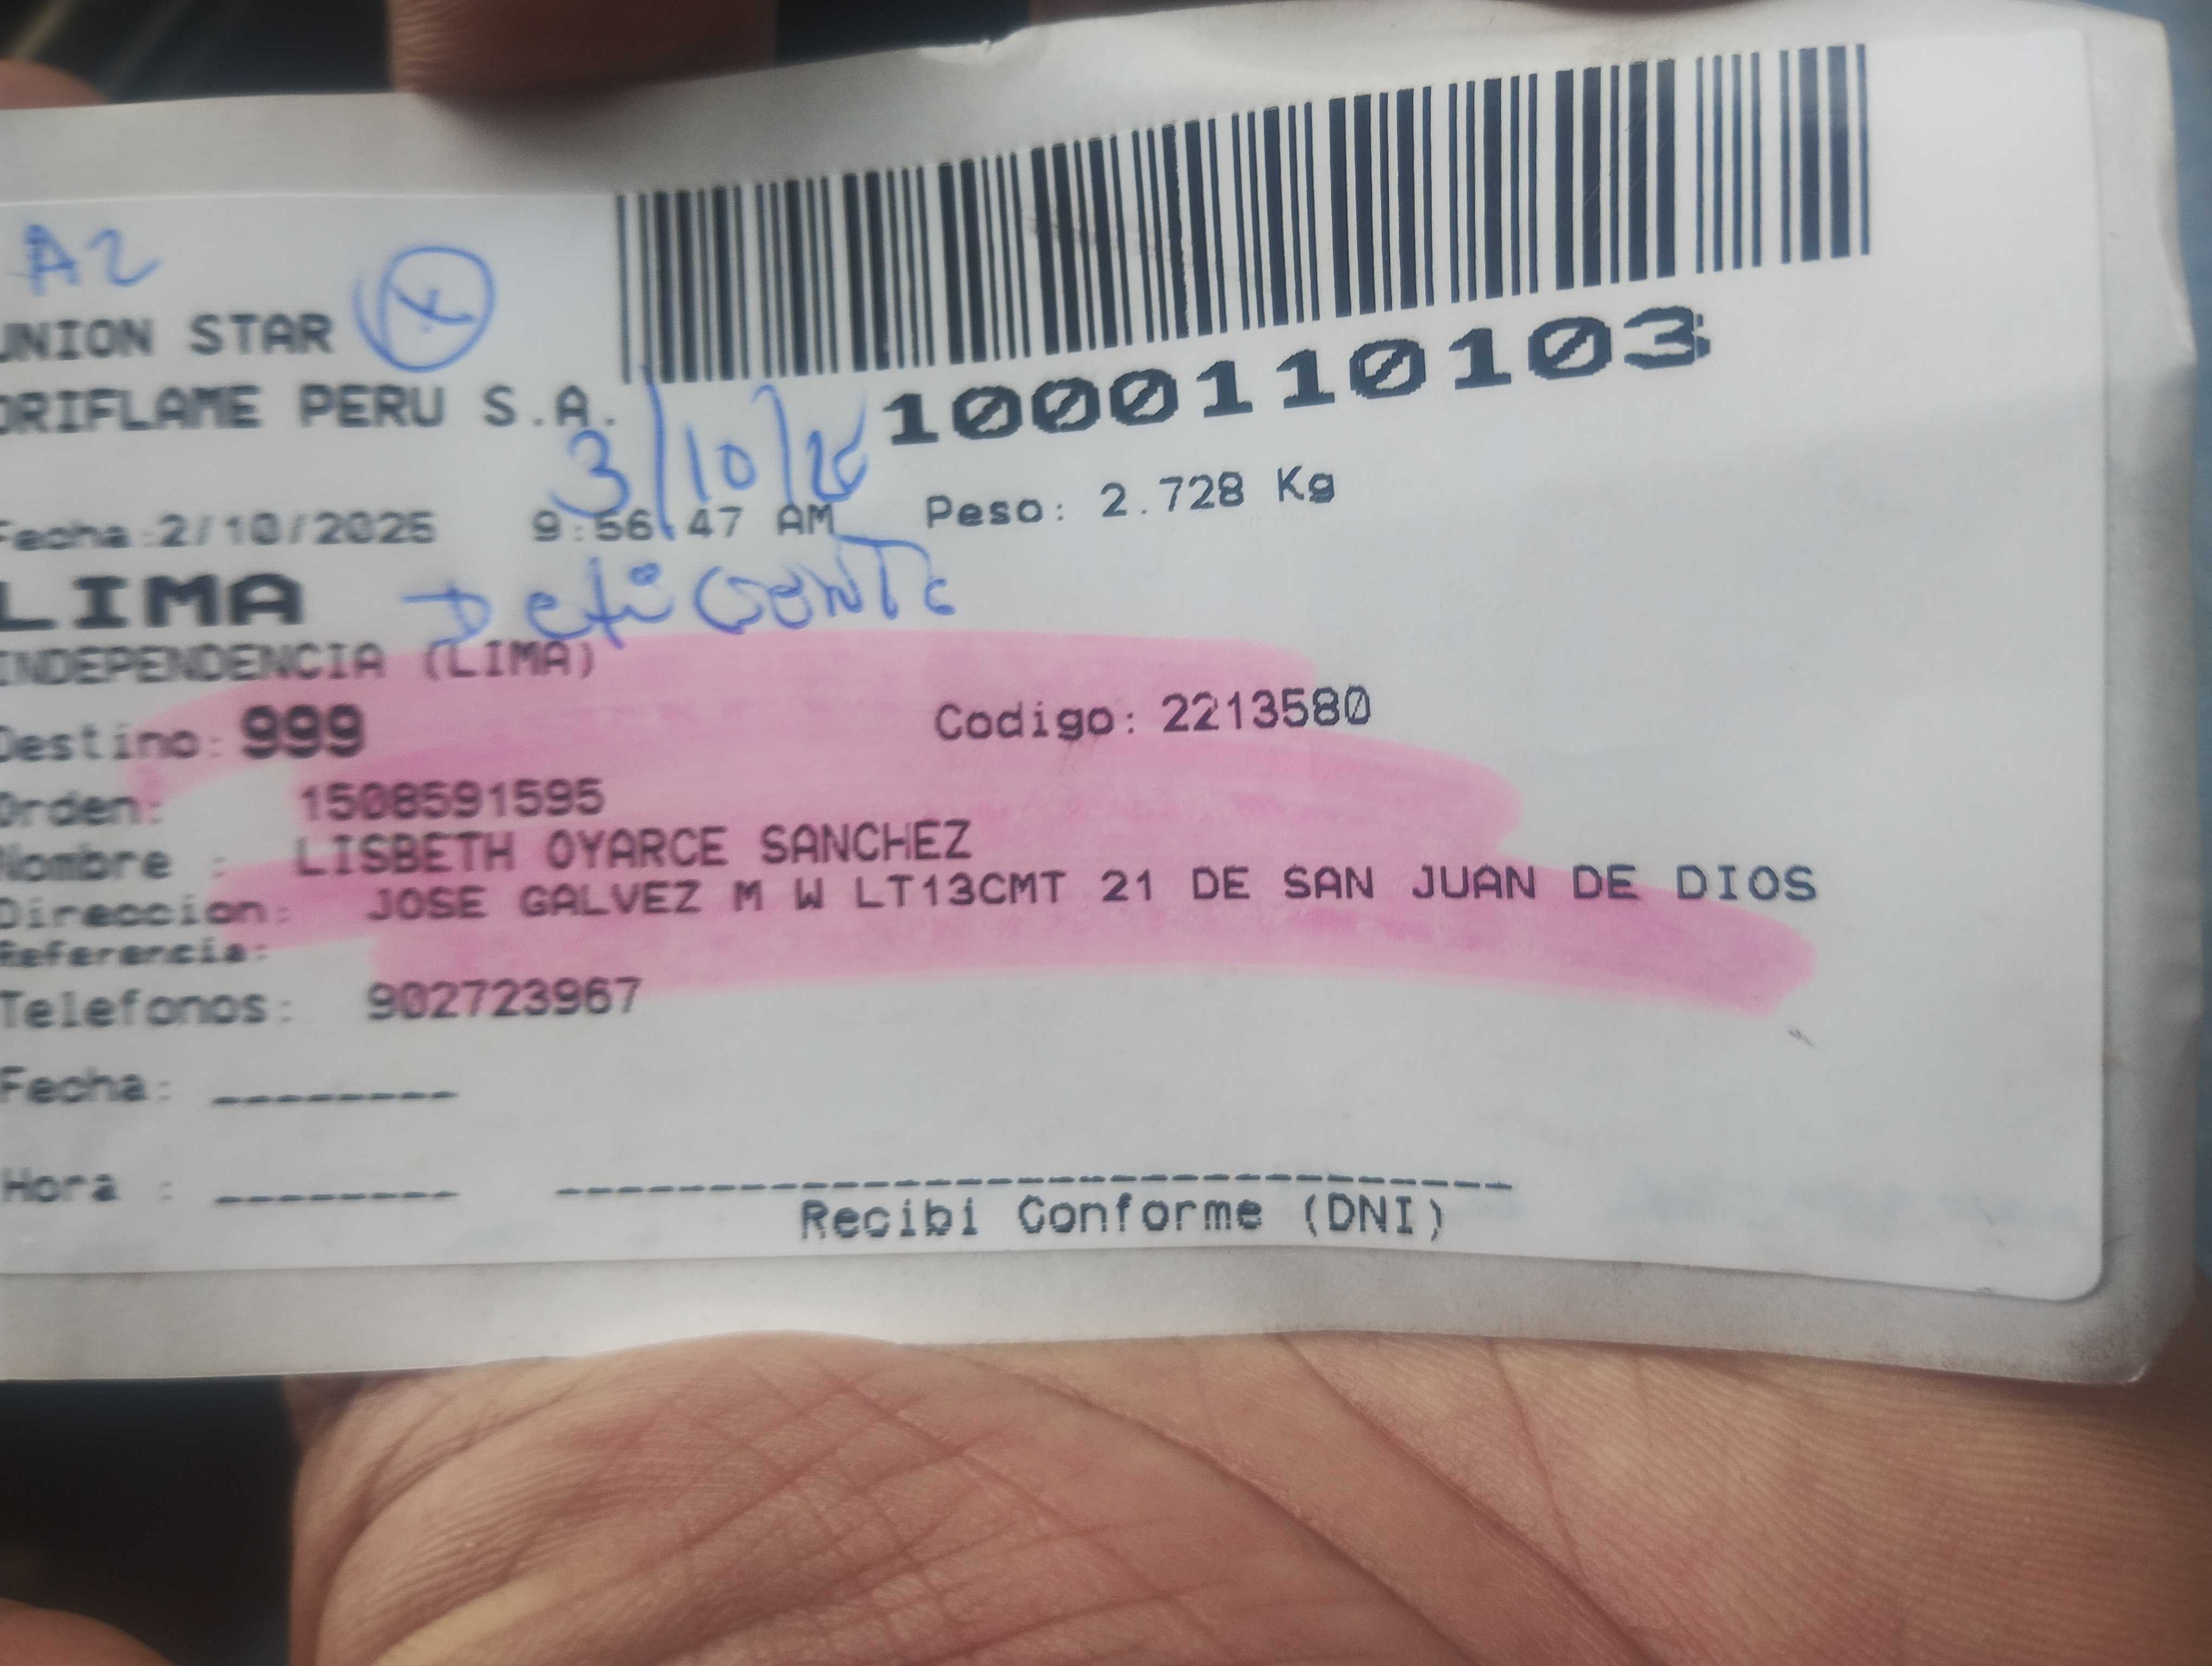 A2
UNION STAR
ORIFLAME PERU S.A.
1000110103
3/10/
Fecha:2/10/2025 9:56:47 AM Peso: 2.728 Kg
LIMA
INDEPENDENCIA (LIMA)
Destino: 999 Codigo: 2213580
Orden: 1508591595
Nombre : LISBETH OYARCE SANCHEZ
Direccion: JOSE GALVEZ M W LT13CMT 21 DE SAN JUAN DE DIOS
Referencia:
Telefonos: 902723967
Fecha: ________
Hora : ________
Recibi Conforme (DNI)